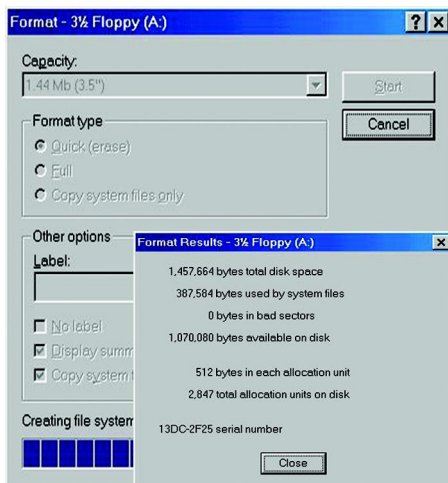 Format - 3½ Floppy (A:)
Capacity:
1.44 Mb (3.5")
Start
Cancel
Format type
Quick (erase)
Full
Copy system files only
Other options
Label:
No label
Display summ
Copy system
Creating file system
Format Results - 3½ Floppy (A:)
1,457,664 bytes total disk space
387,584 bytes used by system files
0 bytes in bad sectors
1,070,080 bytes available on disk
512 bytes in each allocation unit
2,847 total allocation units on disk
13DC-2F25 serial number
Close